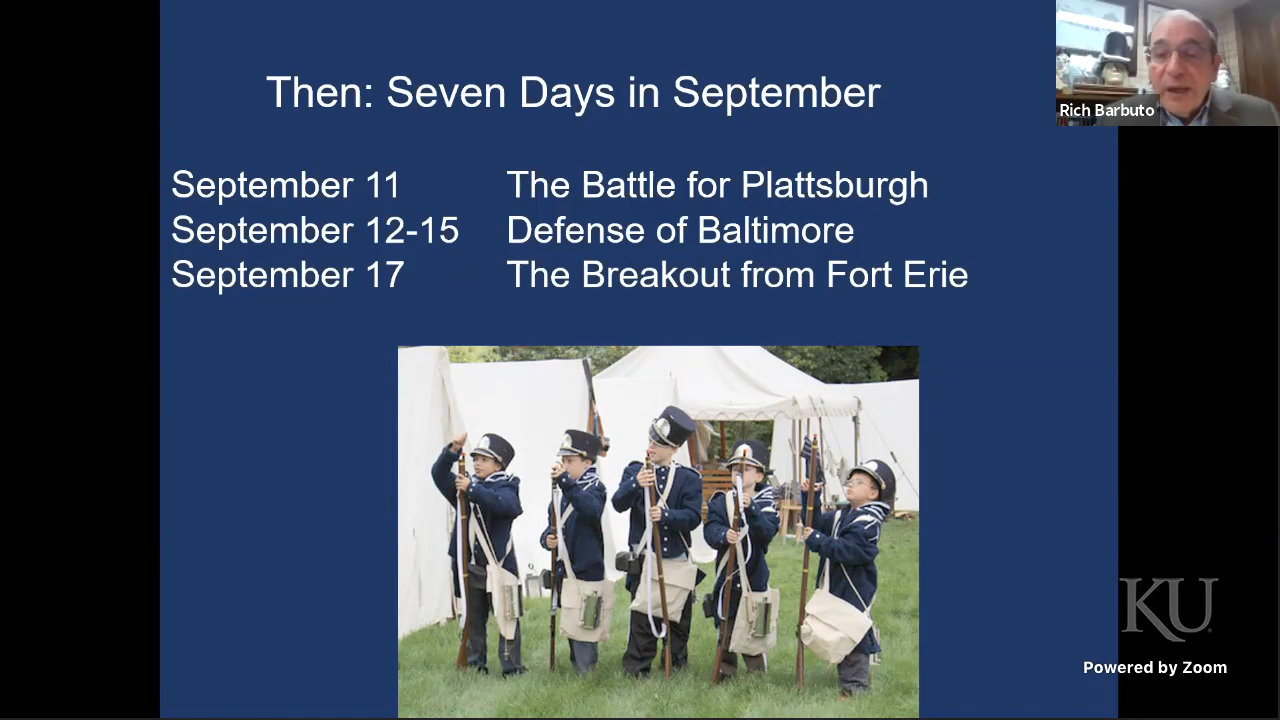 Then: Seven Days in September
Rich Barbuto
September 11 The Battle for Plattsburgh
September 12-15 Defense of Baltimore
September 17 The Breakout from Fort Erie
KU
Powered by Zoom